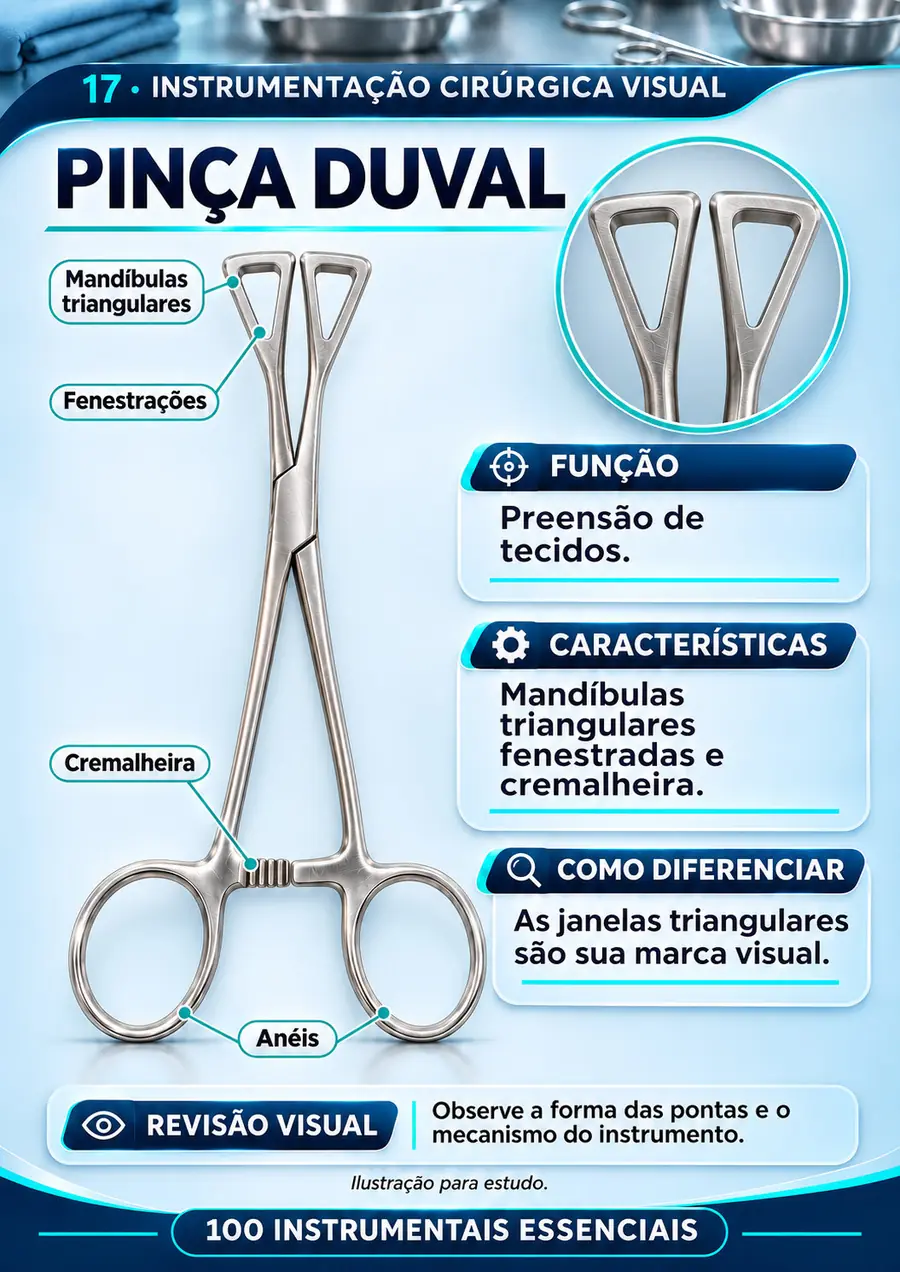 17 • INSTRUMENTAÇÃO CIRÚRGICA VISUAL
PINÇA DUVAL
Mandíbulas
triangulares
Fenestrações
FUNÇÃO
Preensão de
tecidos.
CARACTERÍSTICAS
Mandíbulas
triangulares
fenestradas e
cremalheira.
Cremalheira
COMO DIFERENCIAR
As janelas triangulares
são sua marca visual.
Anéis
REVISÃO VISUAL
Observe a forma das pontas e o
mecanismo do instrumento.
Ilustração para estudo.
100 INSTRUMENTAIS ESSENCIAIS